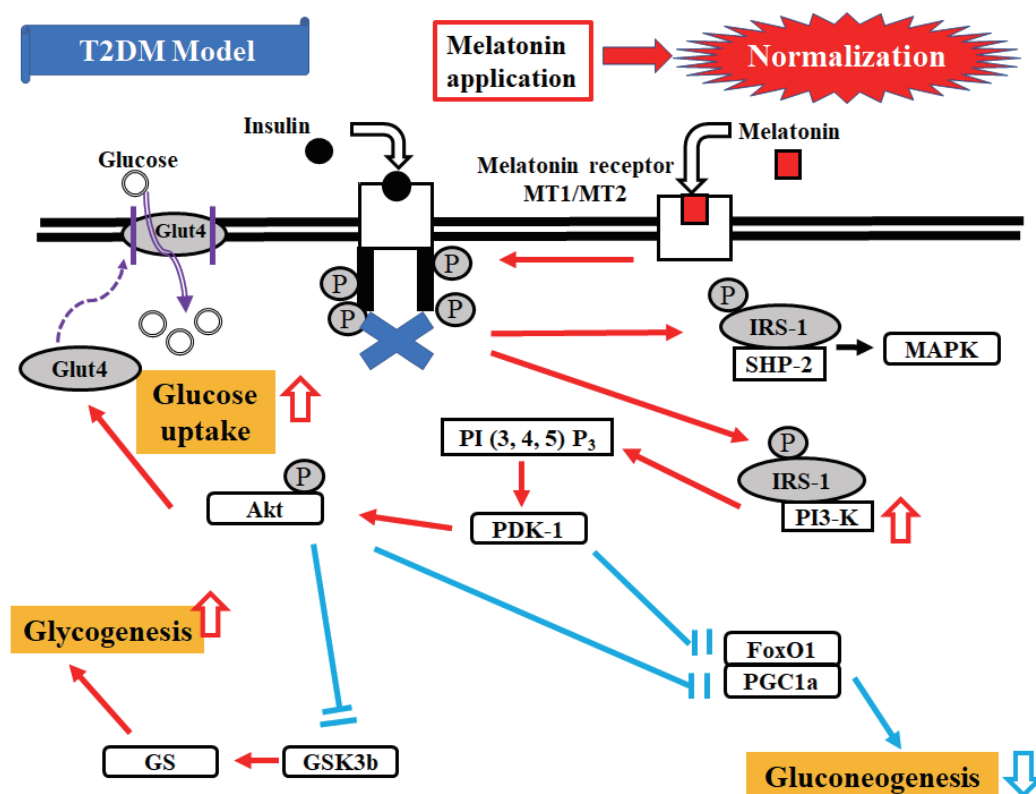 T2DM Model
Melatonin
application
Normalization
Insulin
Melatonin
Glucose
Melatonin receptor
MT1/MT2
Glut4
P
P
P
P
P
IRS-1
SHP-2
MAPK
Glut4
Glucose
uptake
PI (3, 4, 5) P₃
P
IRS-1
PI3-K
P
Akt
PDK-1
Glycogenesis
FoxO1
PGC1a
GS
GSK3b
Gluconeogenesis